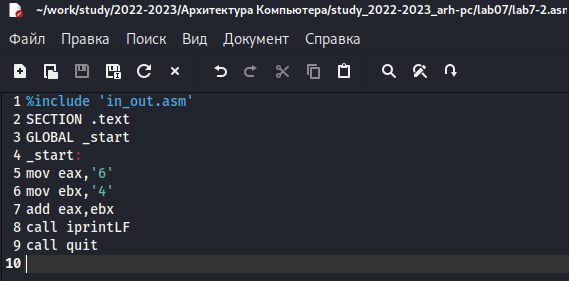 ~/work/study/2022-2023/Архитектура Компьютера/study_2022-2023_arh-pc/lab07/lab7-2.asm
Файл Правка Поиск Вид Документ Справка
1 %include 'in_out.asm'
2 SECTION .text
3 GLOBAL _start
4 _start:
5 mov eax,'6'
6 mov ebx,'4'
7 add eax,ebx
8 call iprintLF
9 call quit
10